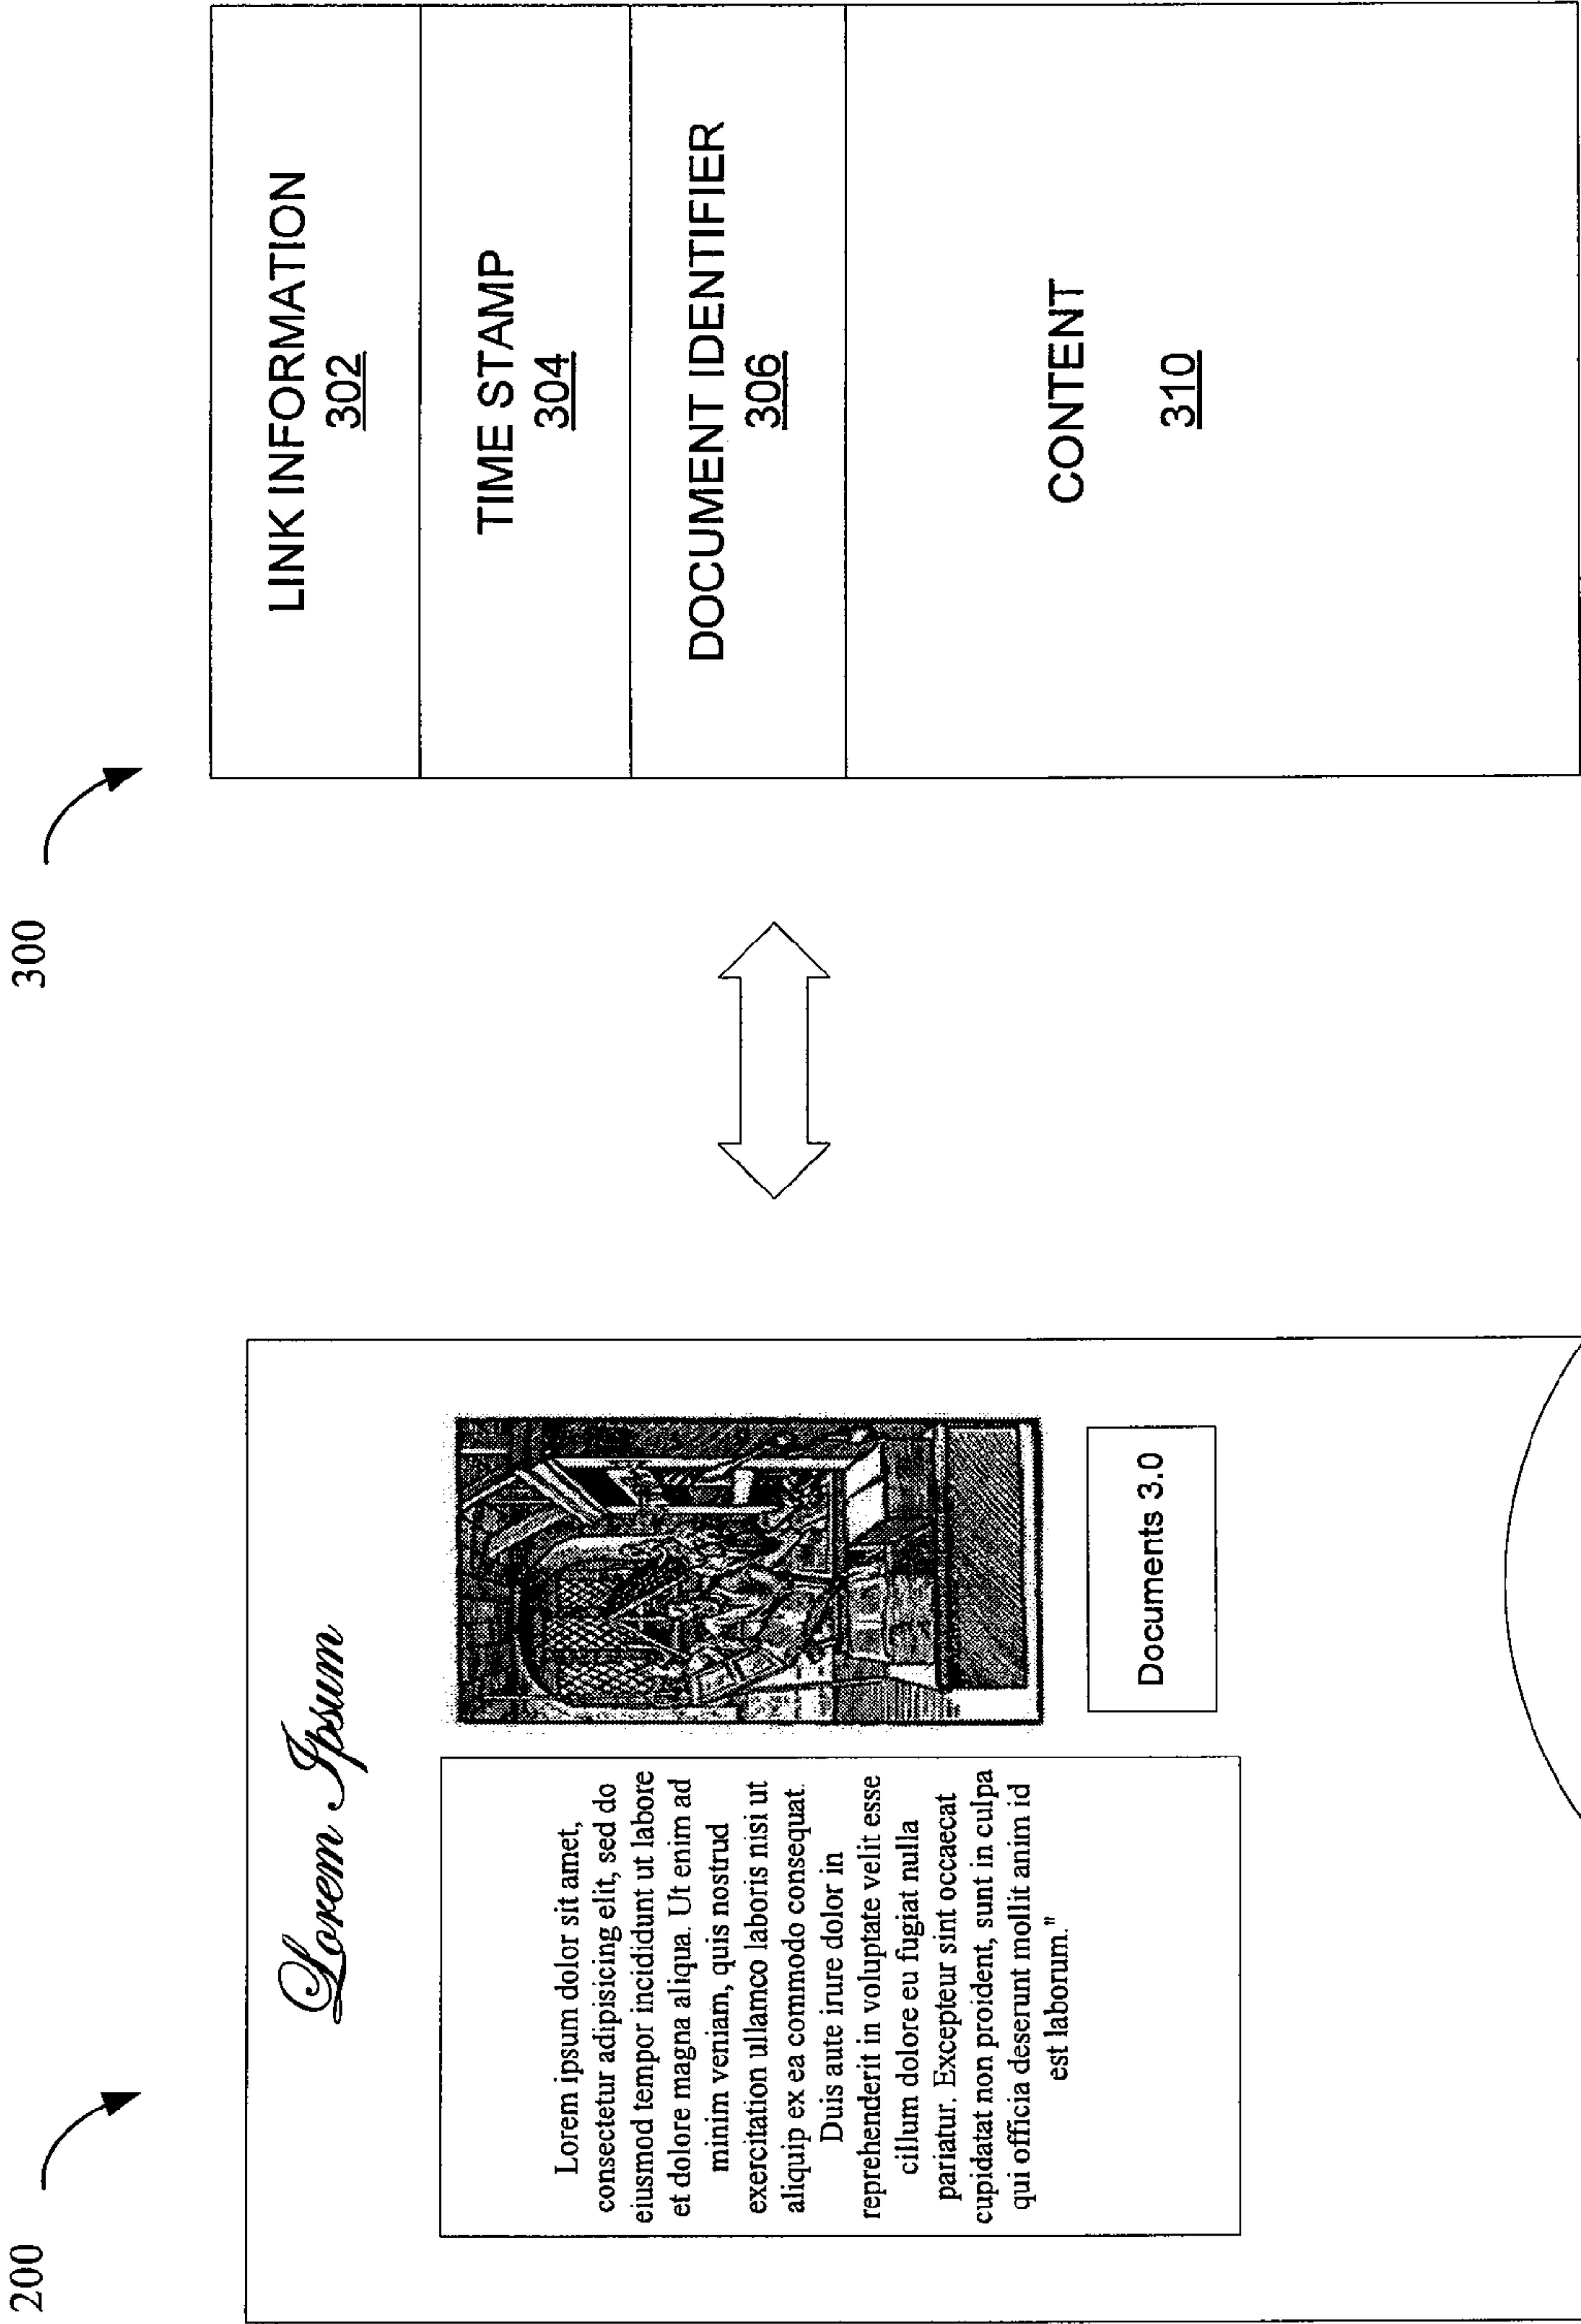 200
Lorem Ipsum
Lorem ipsum dolor sit amet,
consectetur adipisicing elit, sed do
eiusmod tempor incididunt ut labore
et dolore magna aliqua. Ut enim ad
minim veniam, quis nostrud
exercitation ullamco laboris nisi ut
aliquip ex ea commodo consequat.
Duis aute irure dolor in
reprehenderit in voluptate velit esse
cillum dolore eu fugiat nulla
pariatur. Excepteur sint occaecat
cupidatat non proident, sunt in culpa
qui officia deserunt mollit anim id
est laborum."
Documents 3.0
300
LINK INFORMATION
302
TIME STAMP
304
DOCUMENT IDENTIFIER
306
CONTENT
310